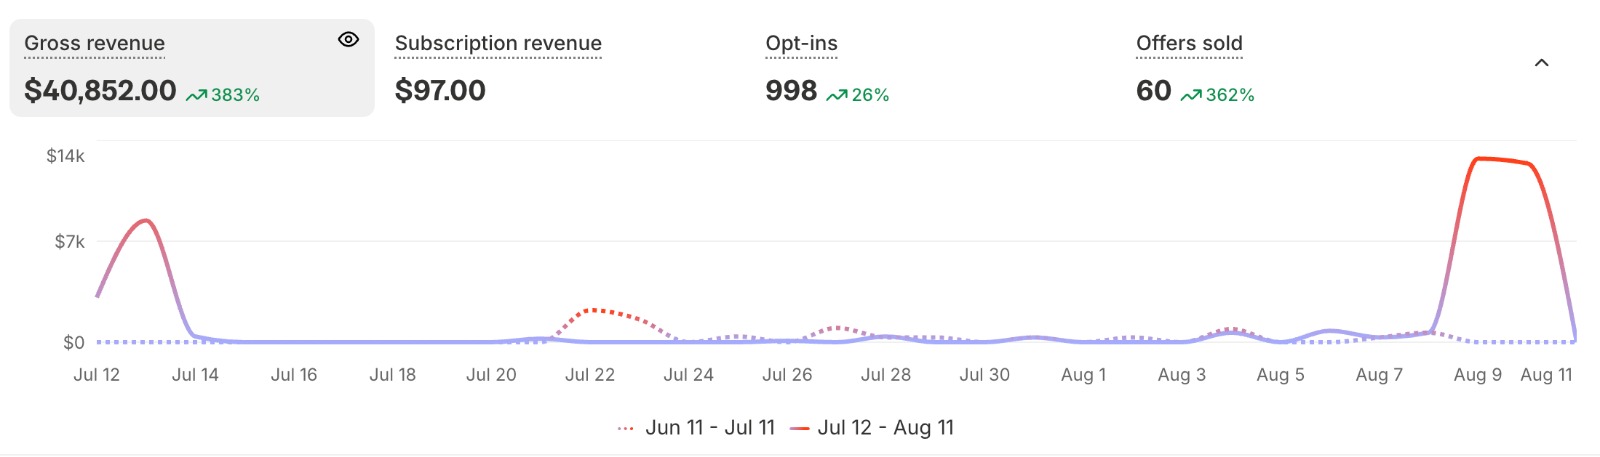 Gross revenue
$40,852.00 383%
Subscription revenue
$97.00
Opt-ins
998 26%
Offers sold
60 362%
$14k
$7k
$0
Jul 12 Jul 14 Jul 16 Jul 18 Jul 20 Jul 22 Jul 24 Jul 26 Jul 28 Jul 30 Aug 1 Aug 3 Aug 5 Aug 7 Aug 9 Aug 11
Jun 11 - Jul 11 Jul 12 - Aug 11